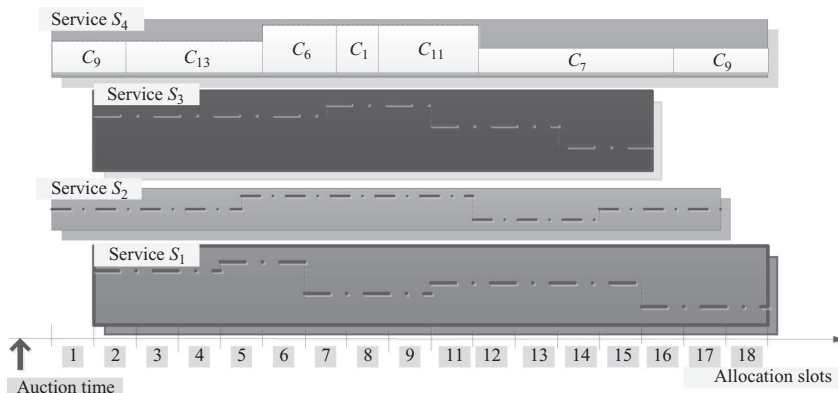 Service S4
C9 C13 C6 C1 C11 C7 C9
Service S3
Service S2
Service S1
1 2 3 4 5 6 7 8 9 11 12 13 14 15 16 17 18
Auction time
Allocation slots